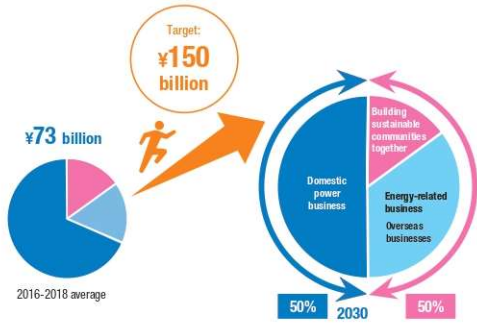 Target:
¥150
billion
¥73 billion
2016-2018 average
Domestic
power
business
Building
sustainable
communities
together
Energy-related
business
Overseas
businesses
50%
2030
50%